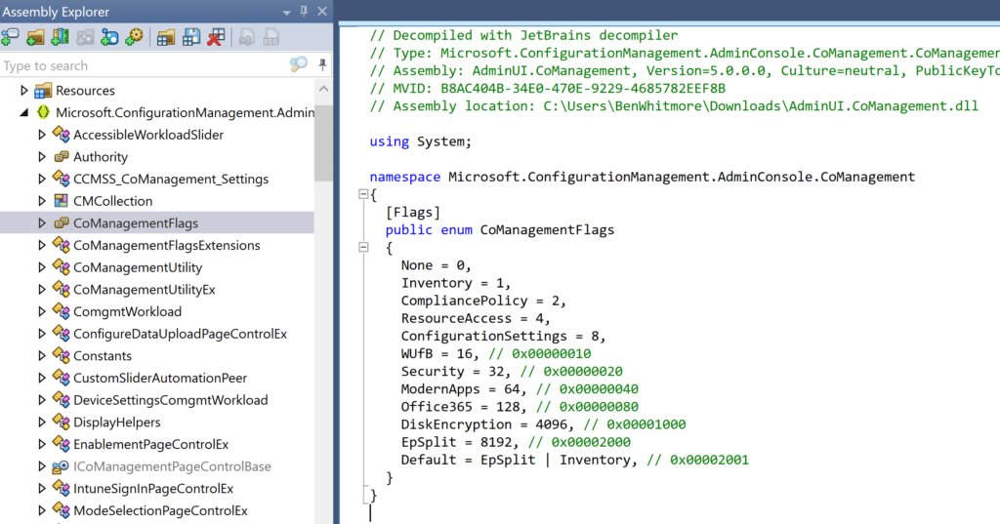 Assembly Explorer
Type to search
Resources
Microsoft.ConfigurationManagement.Admin
AccessibleWorkloadSlider
Authority
CCMSS_CoManagement_Settings
CMCollection
CoManagementFlags
CoManagementFlagsExtensions
CoManagementUtility
CoManagementUtilityEx
ComgmtWorkload
ConfigureDataUploadPageControlEx
Constants
CustomSliderAutomationPeer
DeviceSettingsComgmtWorkload
DisplayHelpers
EnablementPageControlEx
ICoManagementPageControlBase
IntuneSignInPageControlEx
ModeSelectionPageControlEx
// Decompiled with JetBrains decompiler
// Type: Microsoft.ConfigurationManagement.AdminConsole.CoManagement.CoManagemen
// Assembly: AdminUI.CoManagement, Version=5.0.0.0, Culture=neutral, PublicKeyTo
// MVID: B8AC404B-34E0-470E-9229-4685782EEF8B
// Assembly location: C:\Users\BenWhitmore\Downloads\AdminUI.CoManagement.dll
using System;
namespace Microsoft.ConfigurationManagement.AdminConsole.CoManagement
{
[Flags]
public enum CoManagementFlags
{
None = 0,
Inventory = 1,
CompliancePolicy = 2,
ResourceAccess = 4,
ConfigurationSettings = 8,
WUfB = 16, // 0x00000010
Security = 32, // 0x00000020
ModernApps = 64, // 0x00000040
Office365 = 128, // 0x00000080
DiskEncryption = 4096, // 0x00001000
EpSplit = 8192, // 0x00002000
Default = EpSplit | Inventory, // 0x00002001
}
}